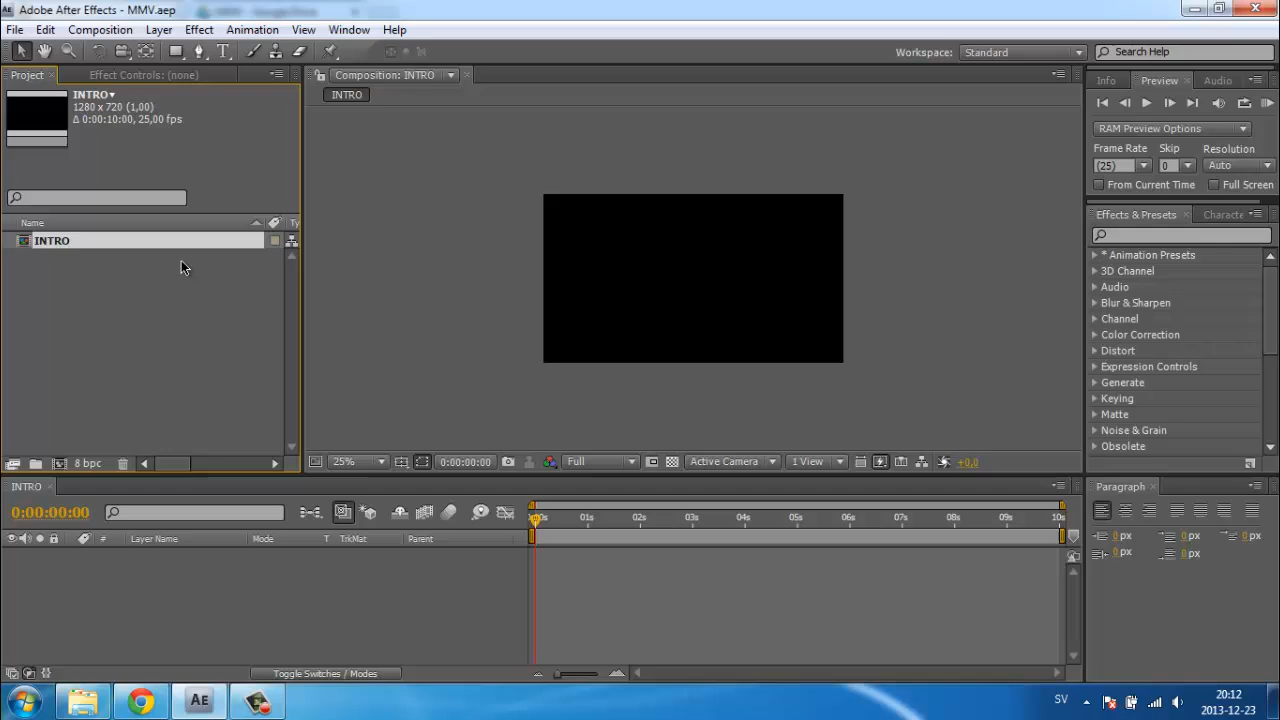 Adobe After Effects - MMV.aep
File Edit Composition Layer Effect Animation View Window Help
Workspace: Standard Search Help
Project Effect Controls: (none)
Composition: INTRO
Info Preview Audio
INTRO
1280 x 720 (1,00)
Δ 0:00:10:00, 25,00 fps
INTRO
RAM Preview Options
Frame Rate Skip Resolution
(25) 0 Auto
From Current Time Full Screen
Name Ty
INTRO
Effects & Presets Characte
* Animation Presets
3D Channel
Audio
Blur & Sharpen
Channel
Color Correction
Distort
Expression Controls
Generate
Keying
Matte
Noise & Grain
Obsolete
8 bpc
25% 0:00:00:00 Full Active Camera 1 View +0,0
INTRO
0:00:00:00
01s 02s 03s 04s 05s 06s 07s 08s 09s 10s
# Layer Name Mode T TrkMat Parent
Paragraph
0 px 0 px 0 px
0 px 0 px
Toggle Switches / Modes
SV
20:12
2013-12-23